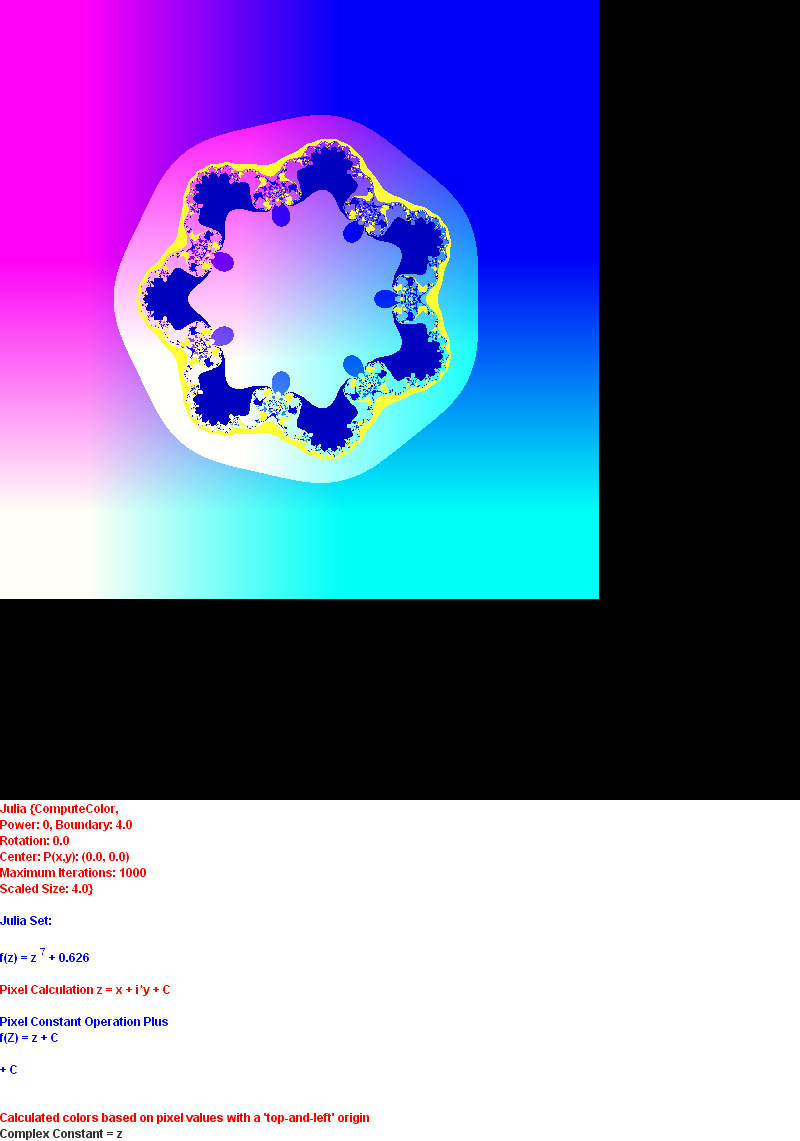 Julia {ComputeColor,
Power: 0, Boundary: 4.0
Rotation: 0.0
Center: P(x,y): (0.0, 0.0)
Maximum Iterations: 1000
Scaled Size: 4.0}
Julia Set:
f(z) = z ⁷ + 0.626
Pixel Calculation z = x + i*y + C
Pixel Constant Operation Plus
f(Z) = z + C
+ C
Calculated colors based on pixel values with a 'top-and-left' origin
Complex Constant = z